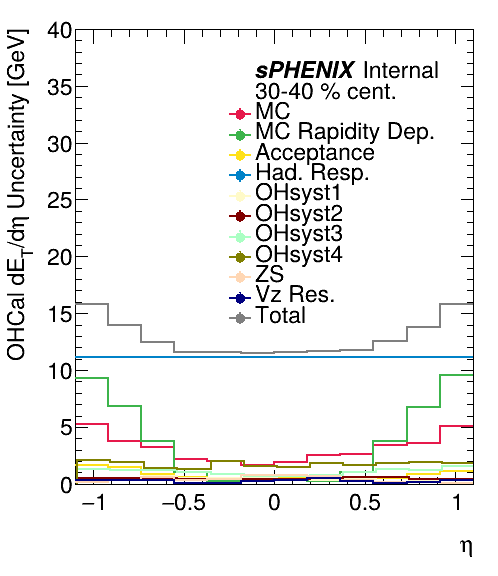 OHCal dE_T/dη Uncertainty [GeV]
40
35
30
25
20
15
10
5
0
sPHENIX Internal
30-40 % cent.
MC
MC Rapidity Dep.
Acceptance
Had. Resp.
OHsyst1
OHsyst2
OHsyst3
OHsyst4
ZS
Vz Res.
Total
−1
−0.5
0
0.5
1
η